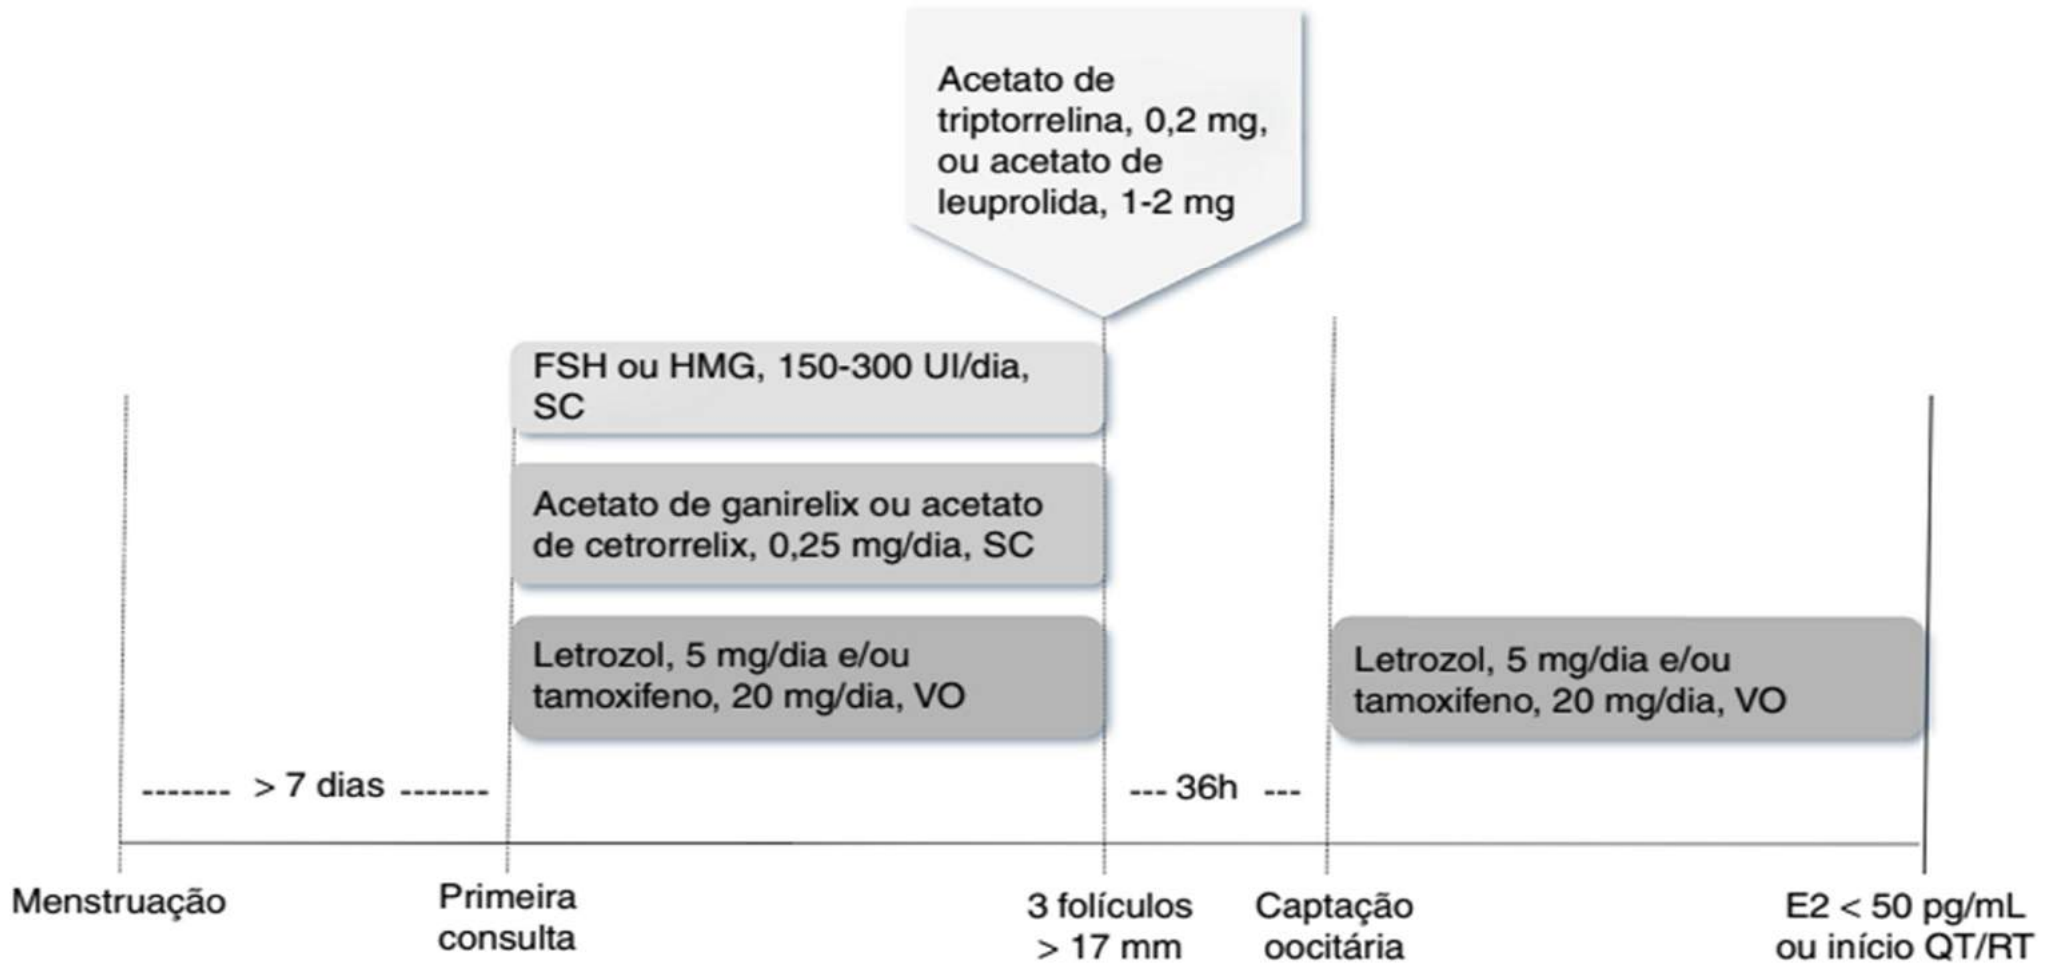 Acetato de
triptorrelina, 0,2 mg,
ou acetato de
leuprolida, 1-2 mg
FSH ou HMG, 150-300 UI/dia,
SC
Acetato de ganirelix ou acetato
de cetrorrelix, 0,25 mg/dia, SC
Letrozol, 5 mg/dia e/ou
tamoxifeno, 20 mg/dia, VO
Letrozol, 5 mg/dia e/ou
tamoxifeno, 20 mg/dia, VO
------- > 7 dias -------
--- 36h ---
Menstruação
Primeira
consulta
3 folículos
> 17 mm
Captação
oocitária
E2 < 50 pg/mL
ou início QT/RT